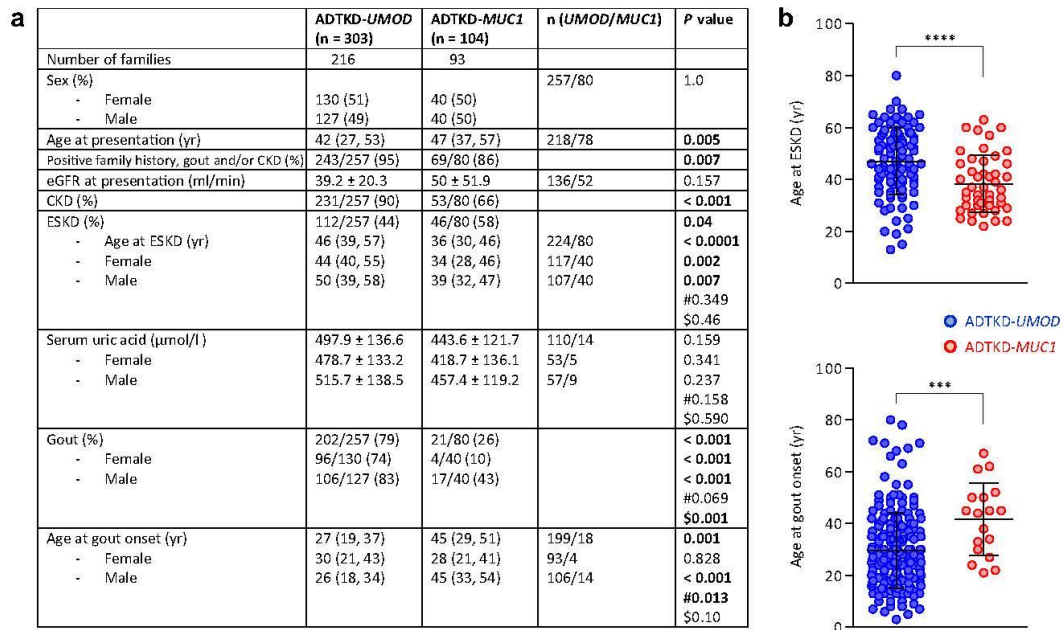 a
ADTKD-UMOD (n = 303) ADTKD-MUC1 (n = 104) n (UMOD/MUC1) P value
Number of families 216 93
Sex (%) 257/80 1.0
- Female 130 (51) 40 (50)
- Male 127 (49) 40 (50)
Age at presentation (yr) 42 (27, 53) 47 (37, 57) 218/78 0.005
Positive family history, gout and/or CKD (%) 243/257 (95) 69/80 (86) 0.007
eGFR at presentation (ml/min) 39.2 ± 20.3 50 ± 51.9 136/52 0.157
CKD (%) 231/257 (90) 53/80 (66) < 0.001
ESKD (%) 112/257 (44) 46/80 (58) 0.04
- Age at ESKD (yr) 46 (39, 57) 36 (30, 46) 224/80 < 0.0001
- Female 44 (40, 55) 34 (28, 46) 117/40 0.002
- Male 50 (39, 58) 39 (32, 47) 107/40 0.007
#0.349
$0.46
Serum uric acid (µmol/l) 497.9 ± 136.6 443.6 ± 121.7 110/14 0.159
- Female 478.7 ± 133.2 418.7 ± 136.1 53/5 0.341
- Male 515.7 ± 138.5 457.4 ± 119.2 57/9 0.237
#0.158
$0.590
Gout (%) 202/257 (79) 21/80 (26) < 0.001
- Female 96/130 (74) 4/40 (10) < 0.001
- Male 106/127 (83) 17/40 (43) < 0.001
#0.069
$0.001
Age at gout onset (yr) 27 (19, 37) 45 (29, 51) 199/18 0.001
- Female 30 (21, 43) 28 (21, 41) 93/4 0.828
- Male 26 (18, 34) 45 (33, 54) 106/14 < 0.001
#0.013
$0.10
b
****
100
80
60
40
20
0
Age at ESKD (yr)
ADTKD-UMOD
ADTKD-MUC1
***
100
80
60
40
20
0
Age at gout onset (yr)